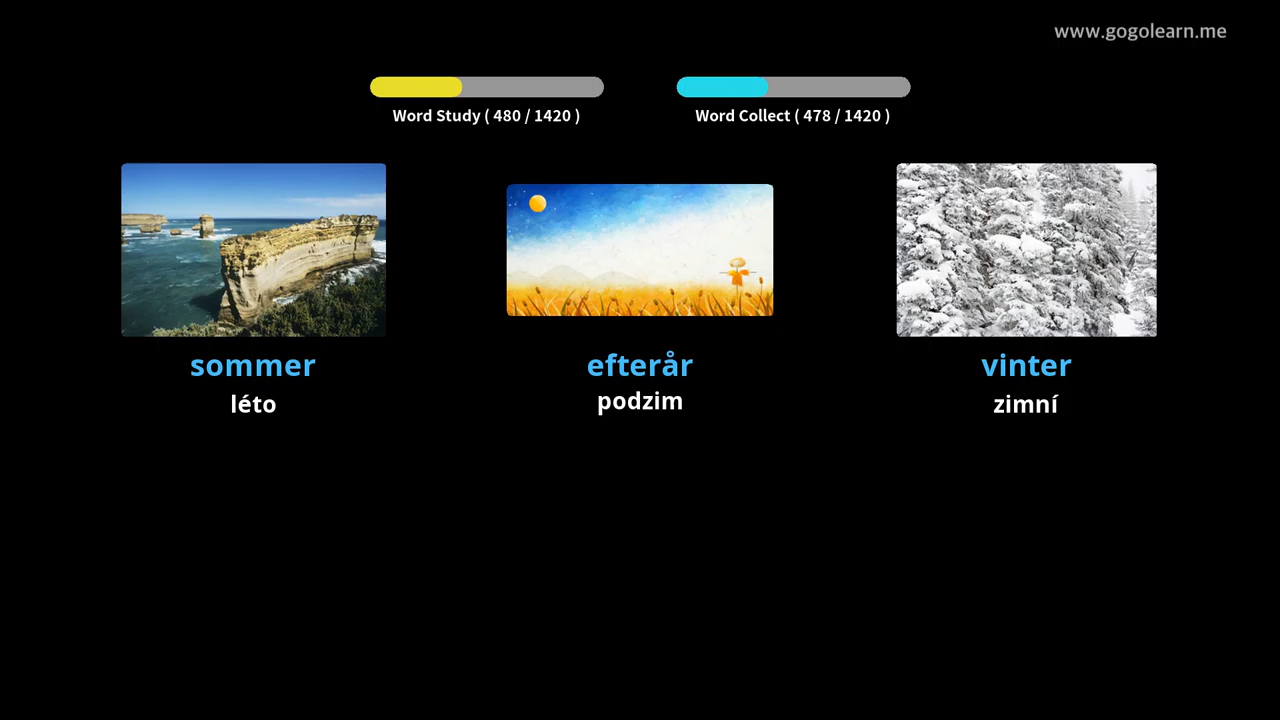 www.gogolearn.me
Word Study ( 480 / 1420 )
Word Collect ( 478 / 1420 )
sommer
léto
efterår
podzim
vinter
zimní